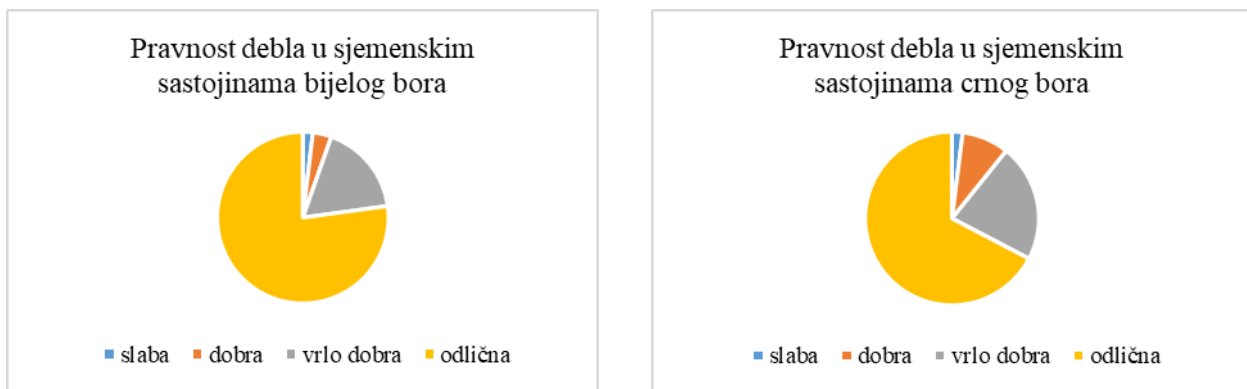 Pravnost debla u sjemenskim
sastojinama bijelog bora
slaba dobra vrlo dobra odlična
Pravnost debla u sjemenskim
sastojinama crnog bora
slaba dobra vrlo dobra odlična